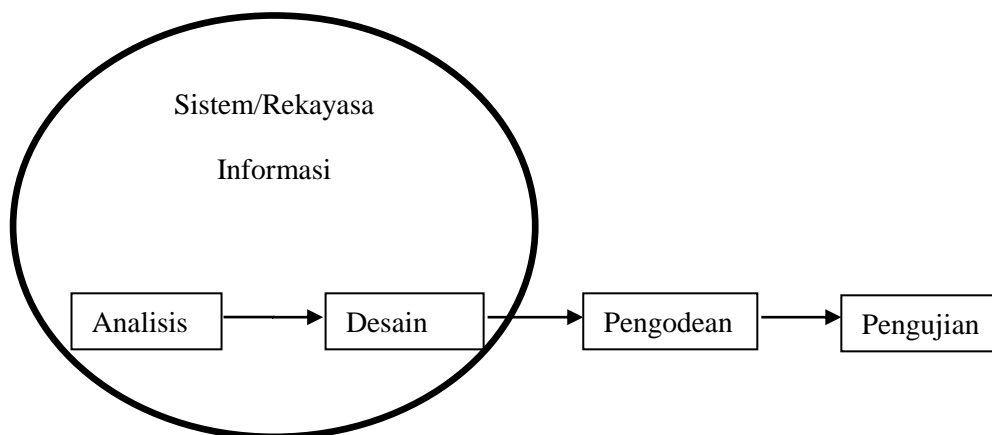 Sistem/Rekayasa
Informasi
Analisis
Desain
Pengodean
Pengujian